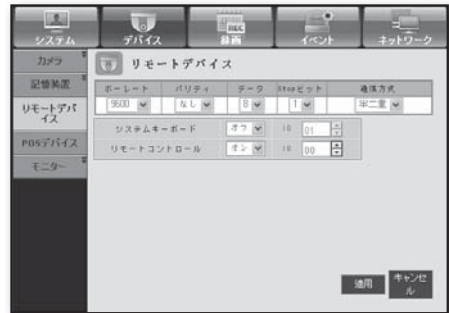 システム デバイス 録画 イベント ネットワーク
カメラ
記憶装置
リモートデバイス
POSデバイス
モニター
リモートデバイス
ボーレート パリティ データ Stopビット 通信方式
9600 なし 8 1 半二重
システムキーボード オフ ID 01
リモートコントロール オン ID 00
適用 キャンセル